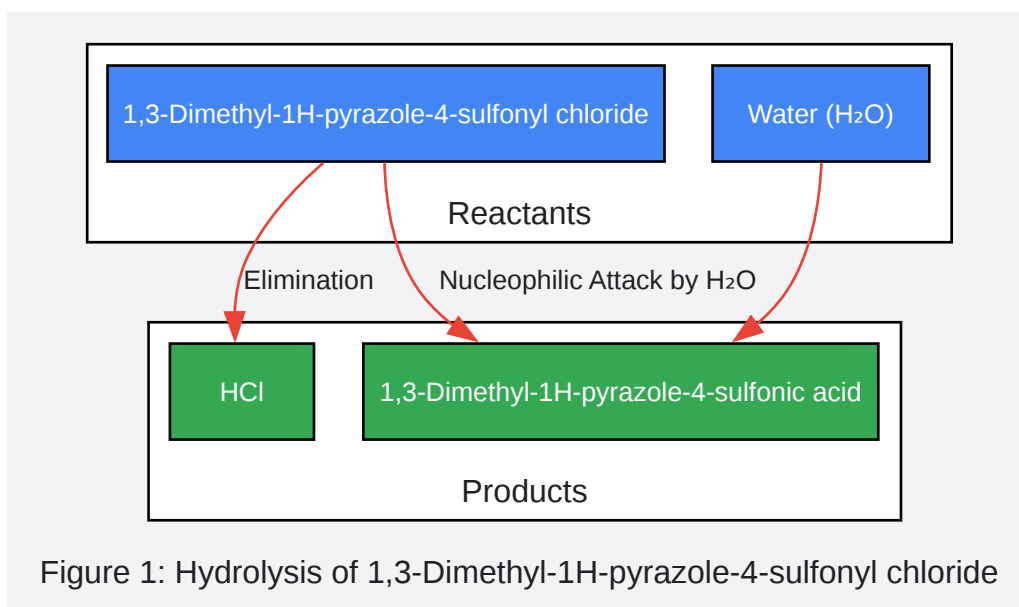 1,3-Dimethyl-1H-pyrazole-4-sulfonyl chloride
Water (H₂O)
Reactants
Elimination
Nucleophilic Attack by H₂O
HCl
1,3-Dimethyl-1H-pyrazole-4-sulfonic acid
Products
Figure 1: Hydrolysis of 1,3-Dimethyl-1H-pyrazole-4-sulfonyl chloride